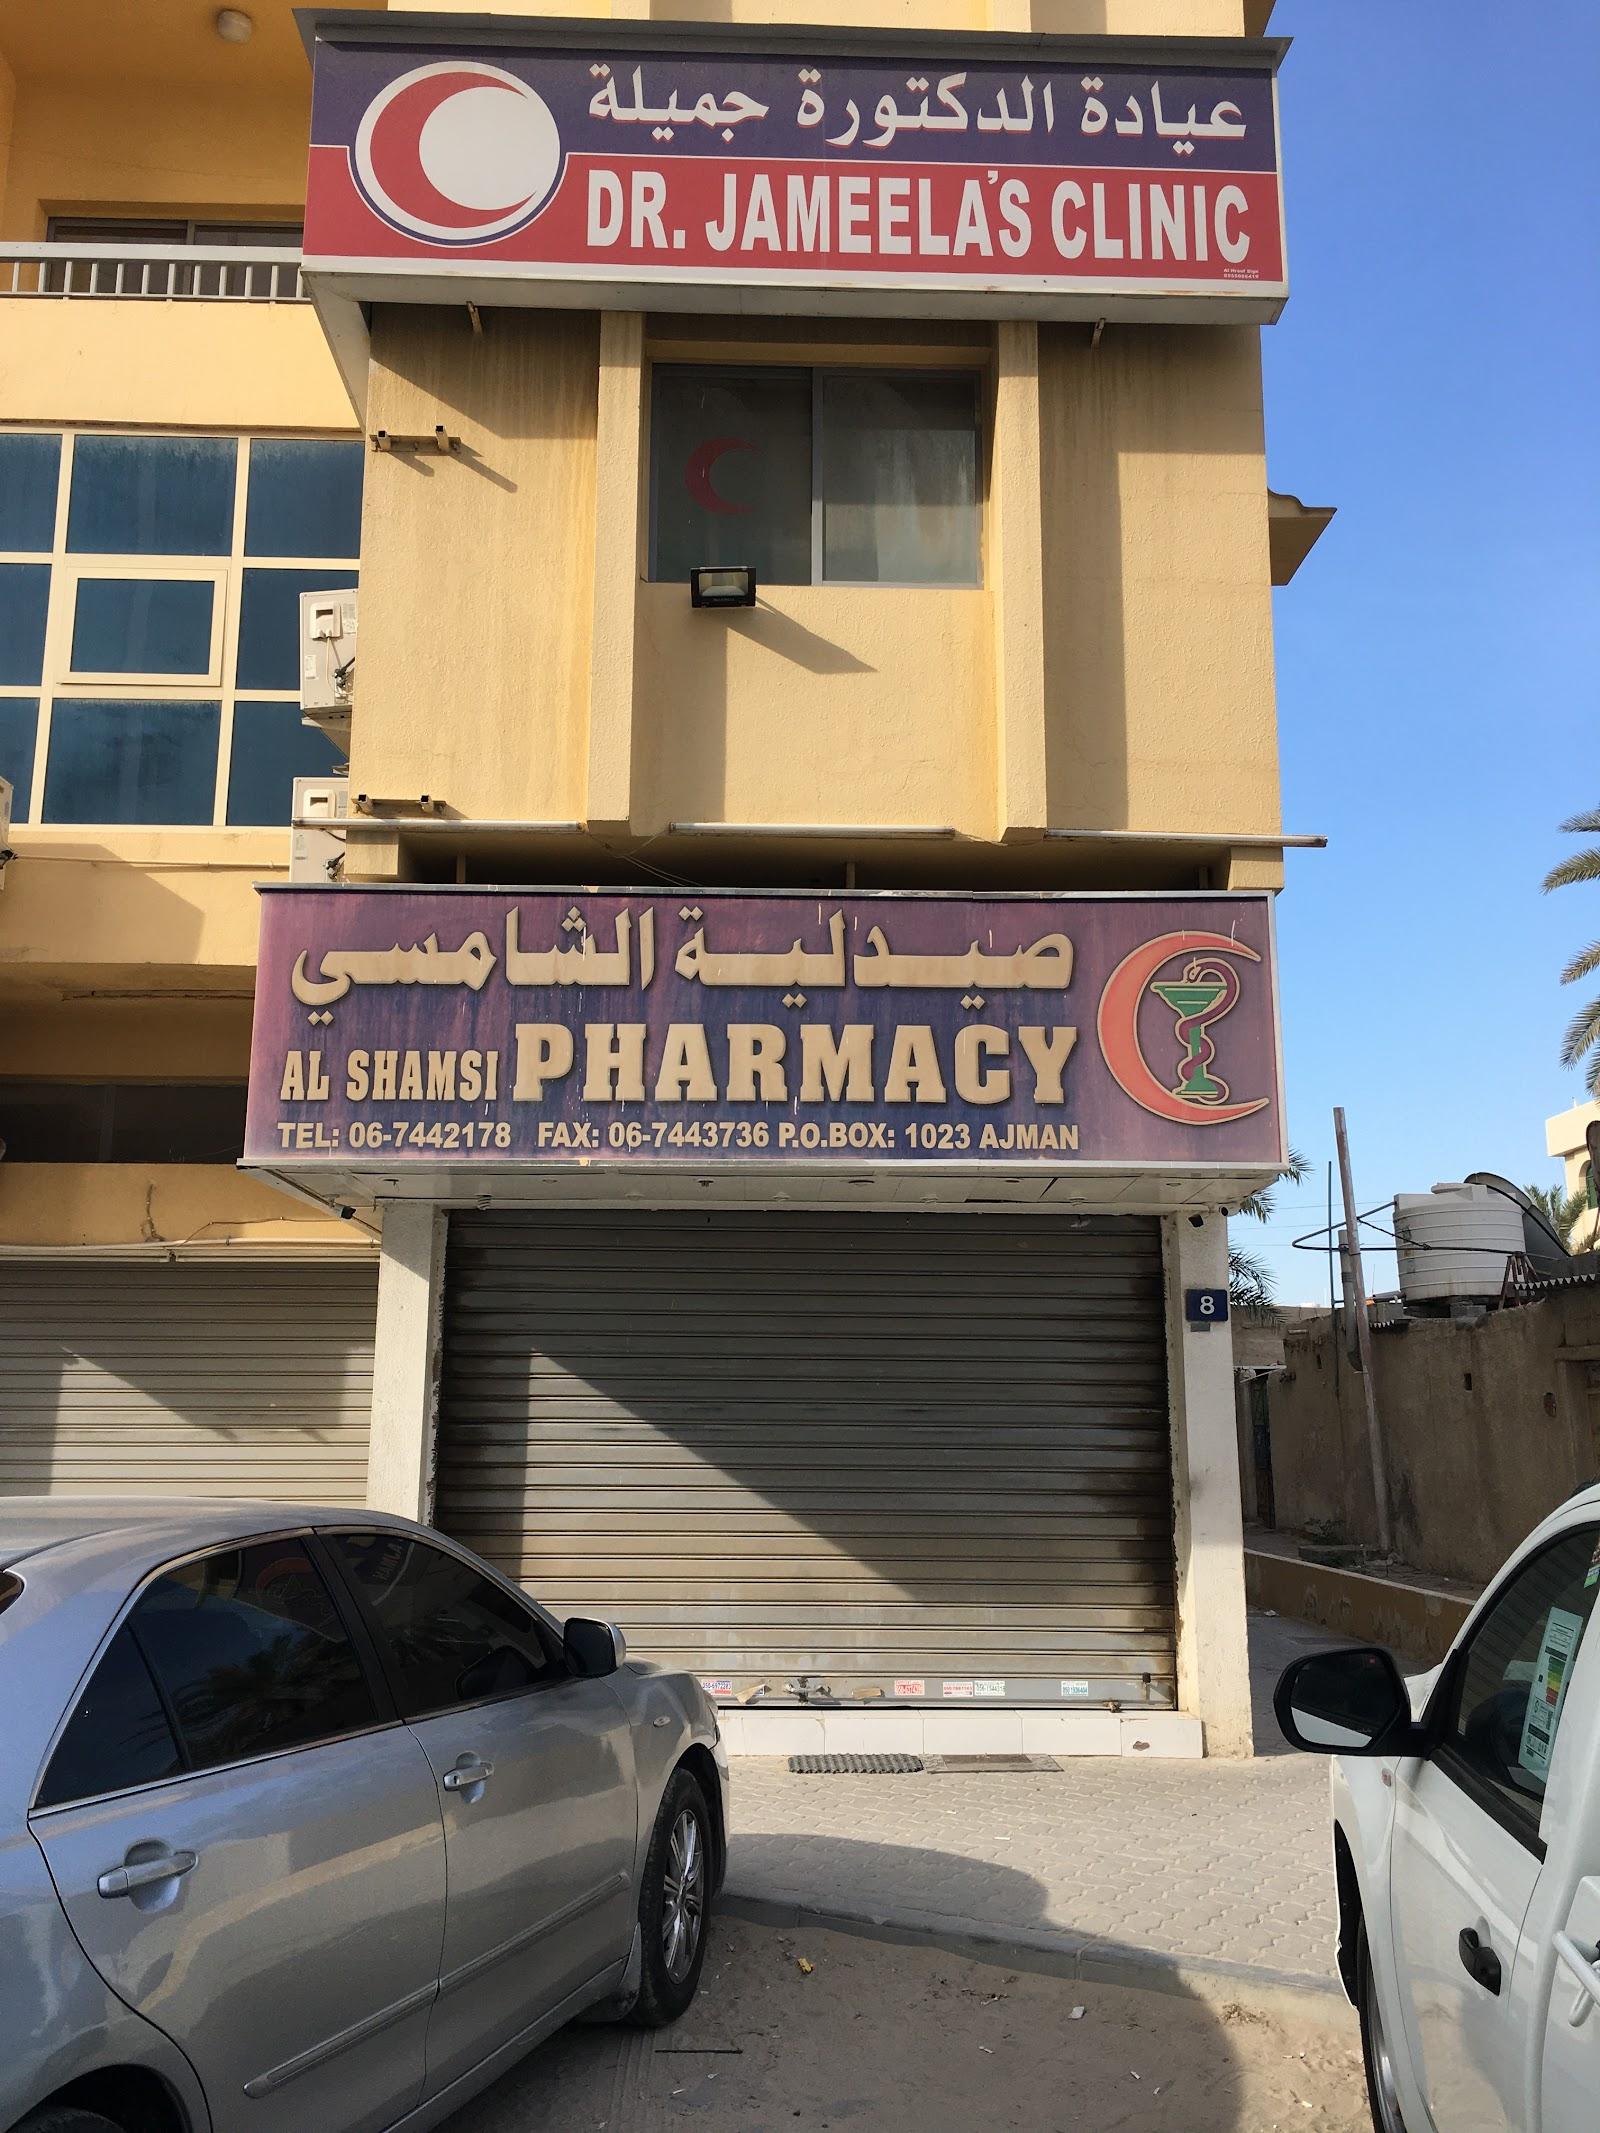 عيادة الدكتورة جميلة
DR. JAMEELA'S CLINIC
صيدلية الشامسي
AL SHAMSI PHARMACY
TEL: 06-7442178 FAX: 06-7443736 P.O.BOX: 1023 AJMAN
8